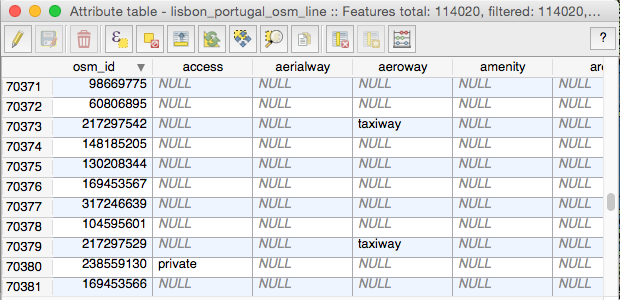 Attribute table - lisbon_portugal_osm_line :: Features total: 114020, filtered: 114020,...
?
osm_id access aerialway aeroway amenity
70371 98669775 NULL NULL NULL NULL NULL
70372 60806895 NULL NULL NULL NULL NULL
70373 217297542 NULL NULL taxiway NULL NULL
70374 148185205 NULL NULL NULL NULL NULL
70375 130208344 NULL NULL NULL NULL NULL
70376 169453567 NULL NULL NULL NULL NULL
70377 317246639 NULL NULL NULL NULL NULL
70378 104595601 NULL NULL NULL NULL NULL
70379 217297529 NULL NULL taxiway NULL NULL
70380 238559130 private NULL NULL NULL NULL
70381 169453566 NULL NULL NULL NULL NULL